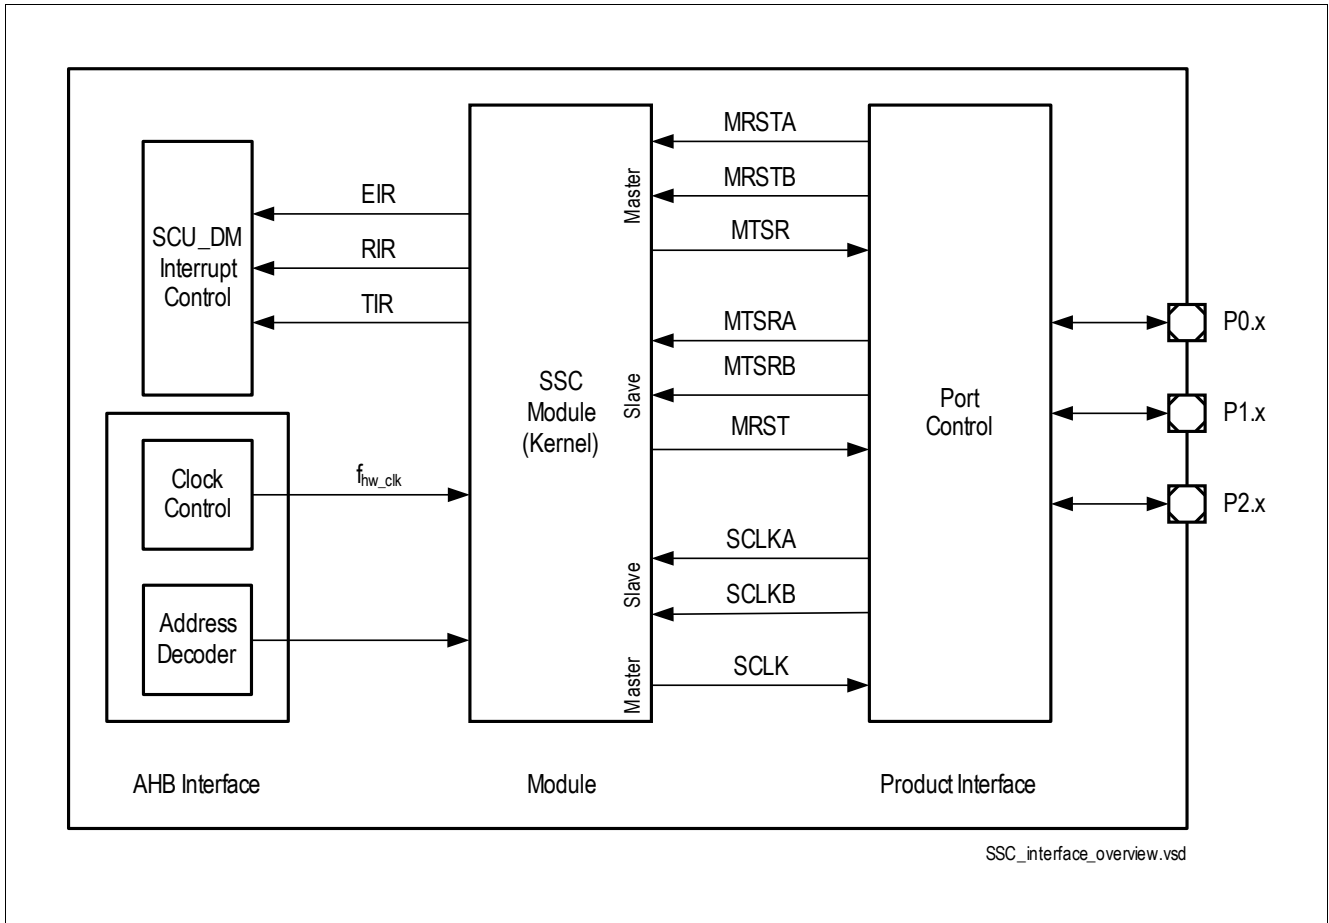 SCU_DM
Interrupt
Control
EIR
RIR
TIR
Clock
Control
fhw_clk
Address
Decoder
AHB Interface
SSC
Module
(Kernel)
Master
Slave
Slave
Master
Module
MRSTA
MRSTB
MTSR
MTSRA
MTSRB
MRST
SCLKA
SCLKB
SCLK
Port
Control
Product Interface
P0.x
P1.x
P2.x
SSC_interface_overview.vsd